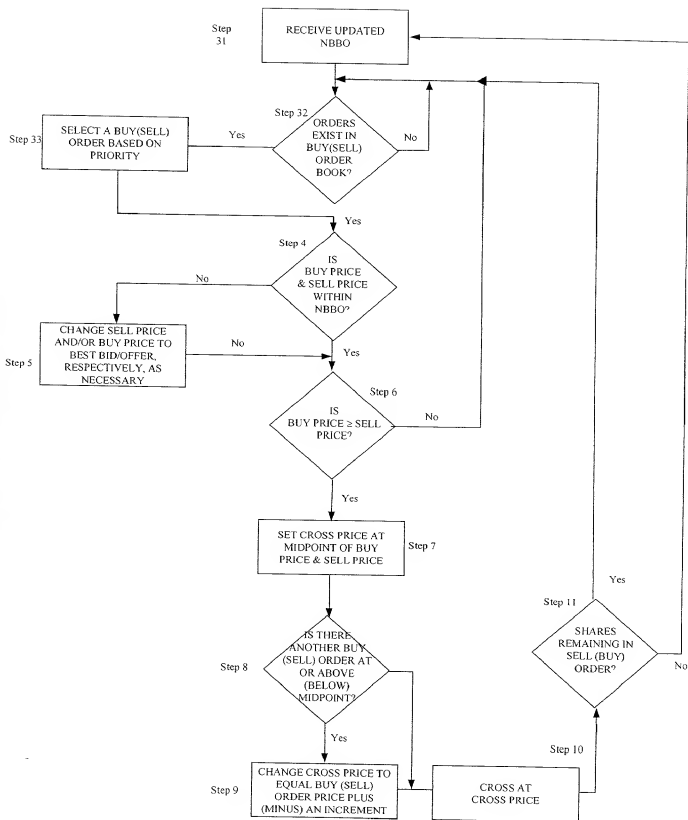 Step
31
RECEIVE UPDATED
NBBO
Step 32
ORDERS
EXIST IN
BUY(SELL)
ORDER
BOOK?
No
Yes
Step 33
SELECT A BUY(SELL)
ORDER BASED ON
PRIORITY
Yes
Step 4
IS
BUY PRICE
& SELL PRICE
WITHIN
NBBO?
No
Step 5
CHANGE SELL PRICE
AND/OR BUY PRICE TO
BEST BID/OFFER,
RESPECTIVELY, AS
NECESSARY
No
Yes
Step 6
IS
BUY PRICE ≥ SELL
PRICE?
No
Yes
SET CROSS PRICE AT
MIDPOINT OF BUY
PRICE & SELL PRICE
Step 7
Step 8
IS THERE
ANOTHER BUY
(SELL) ORDER AT
OR ABOVE
(BELOW)
MIDPOINT?
Yes
Step 9
CHANGE CROSS PRICE TO
EQUAL BUY (SELL)
ORDER PRICE PLUS
(MINUS) AN INCREMENT
CROSS AT
CROSS PRICE
Step 10
Step 11
SHARES
REMAINING IN
SELL (BUY)
ORDER?
Yes
No